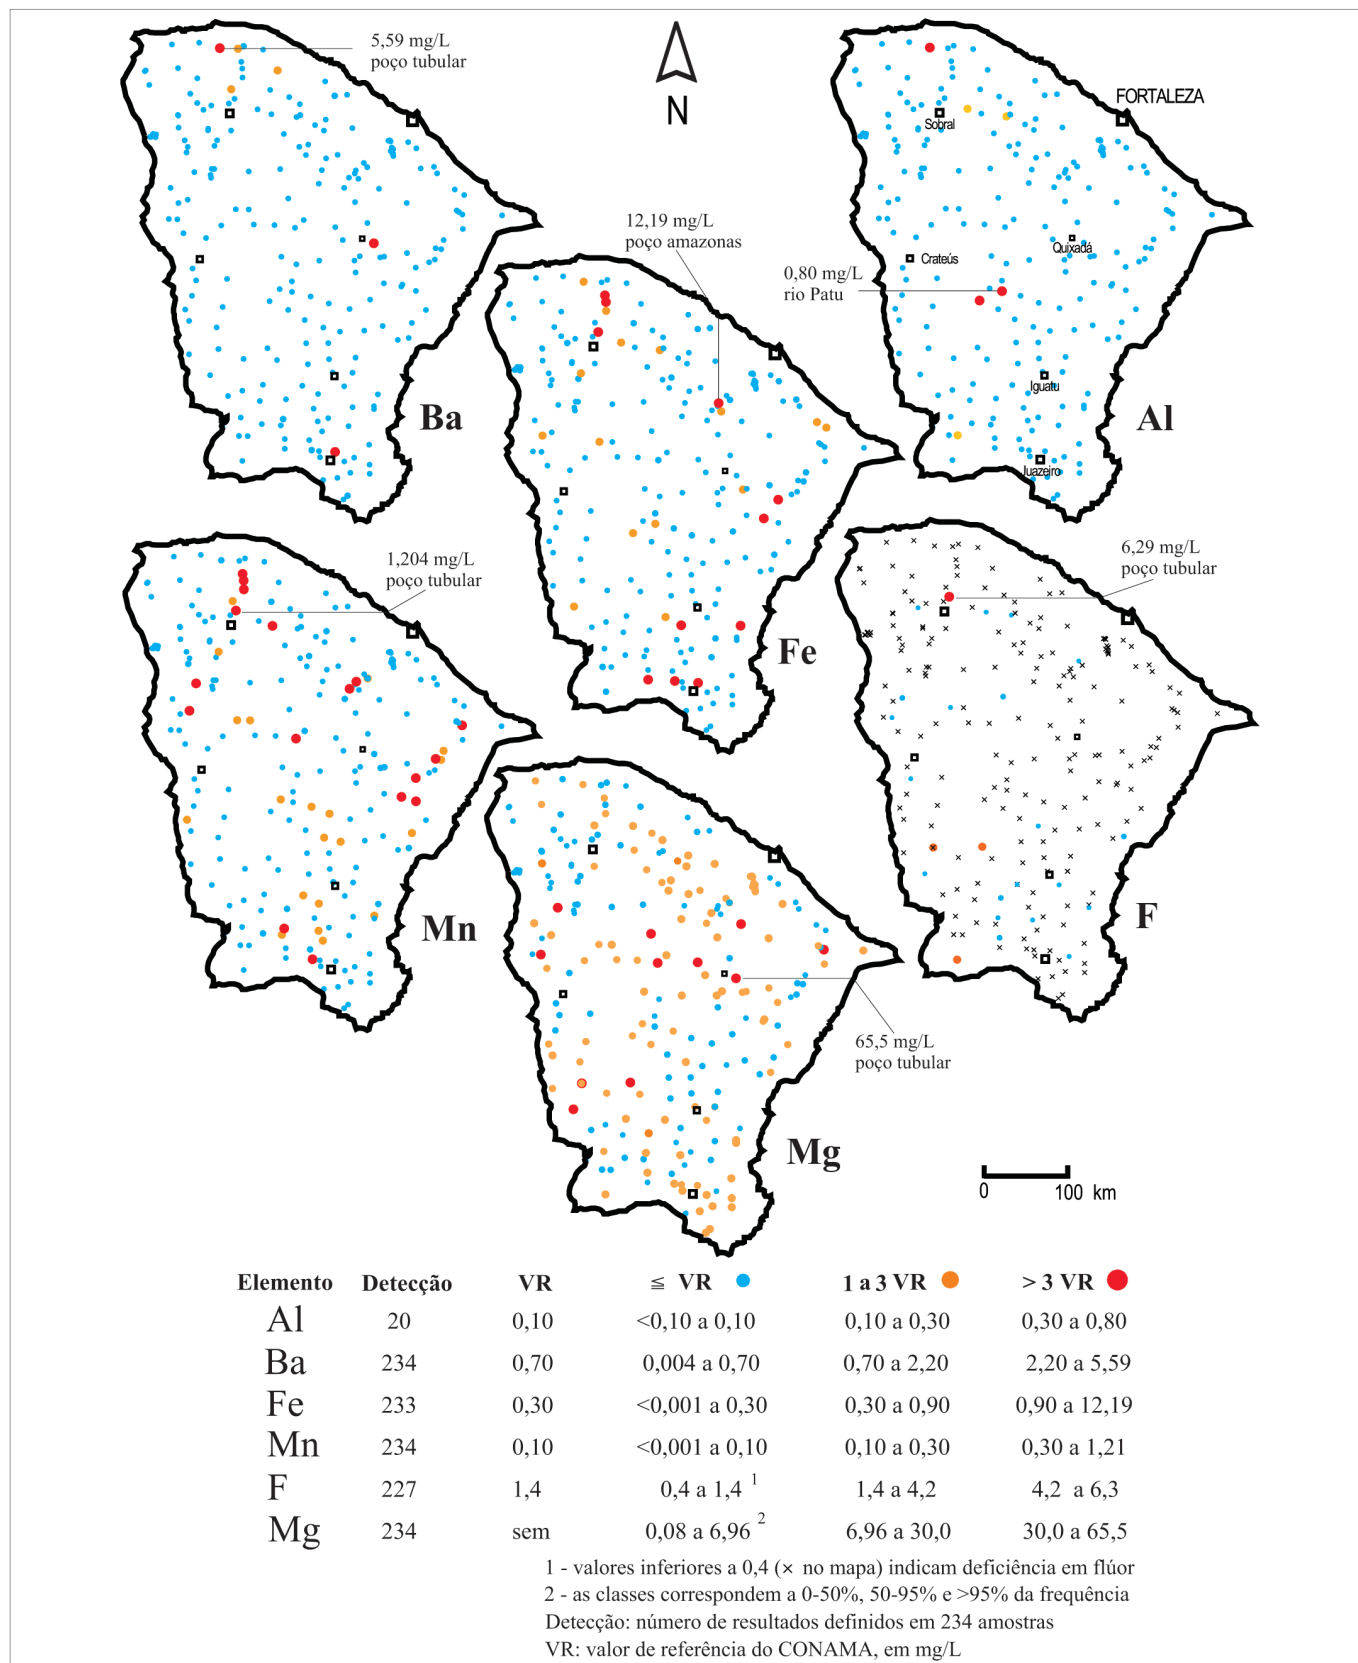 5,59 mg/L
poço tubular
N
FORTALEZA
Sobral
12,19 mg/L
poço amazonas
Quixadá
Crateús
0,80 mg/L
rio Patu
Iguatu
Ba
Al
Juazeiro
1,204 mg/L
poço tubular
6,29 mg/L
poço tubular
Fe
Mn
F
65,5 mg/L
poço tubular
Mg
0 100 km
Elemento Detecção VR ≦ VR 1 a 3 VR > 3 VR
Al 20 0,10 <0,10 a 0,10 0,10 a 0,30 0,30 a 0,80
Ba 234 0,70 0,004 a 0,70 0,70 a 2,20 2,20 a 5,59
Fe 233 0,30 <0,001 a 0,30 0,30 a 0,90 0,90 a 12,19
Mn 234 0,10 <0,001 a 0,10 0,10 a 0,30 0,30 a 1,21
F 227 1,4 0,4 a 1,4 1 1,4 a 4,2 4,2 a 6,3
Mg 234 sem 0,08 a 6,96 2 6,96 a 30,0 30,0 a 65,5
1 - valores inferiores a 0,4 (× no mapa) indicam deficiência em flúor
2 - as classes correspondem a 0-50%, 50-95% e >95% da frequência
Detecção: número de resultados definidos em 234 amostras
VR: valor de referência do CONAMA, em mg/L